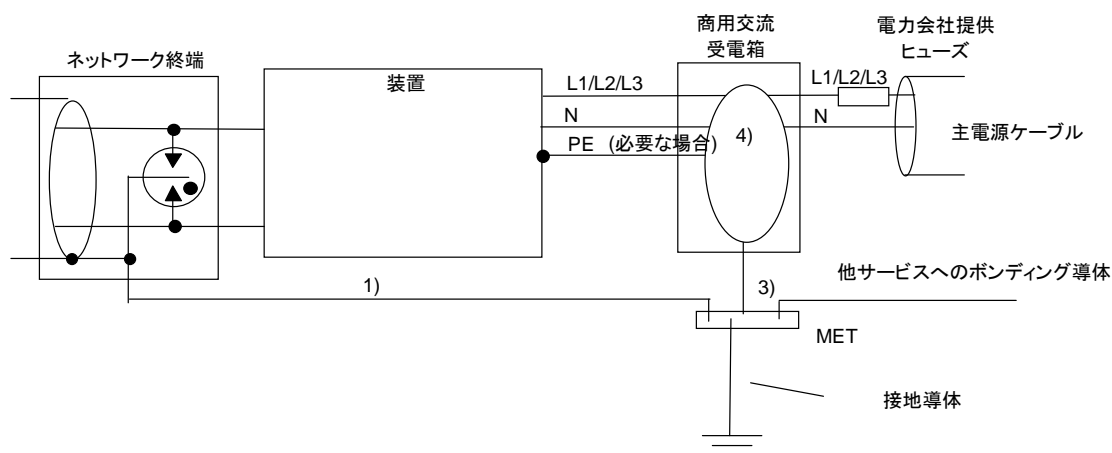 商用交流
受電箱
電力会社提供
ヒューズ
ネットワーク終端
装置
L1/L2/L3
L1/L2/L3
N
N
主電源ケーブル
PE (必要な場合)
4)
他サービスへのボンディング導体
1)
3)
MET
接地導体